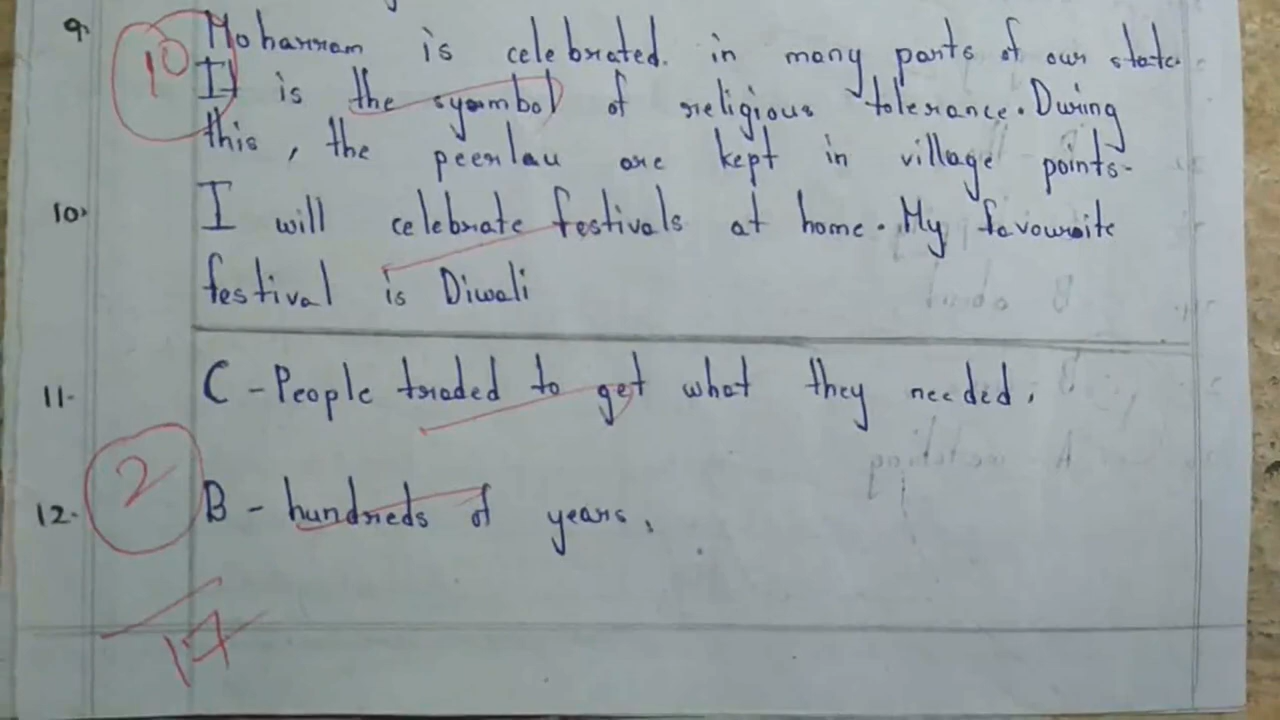 9. Moharram is celebrated. in many parts of our state.
10 It is the symbol of religious tolerance. During
this, the peerlau are kept in village points.
10. I will celebrate festivals at home. My favourite
festival is Diwali
11. C - People traded to get what they needed.
2
12. B - hundreds of years.
17